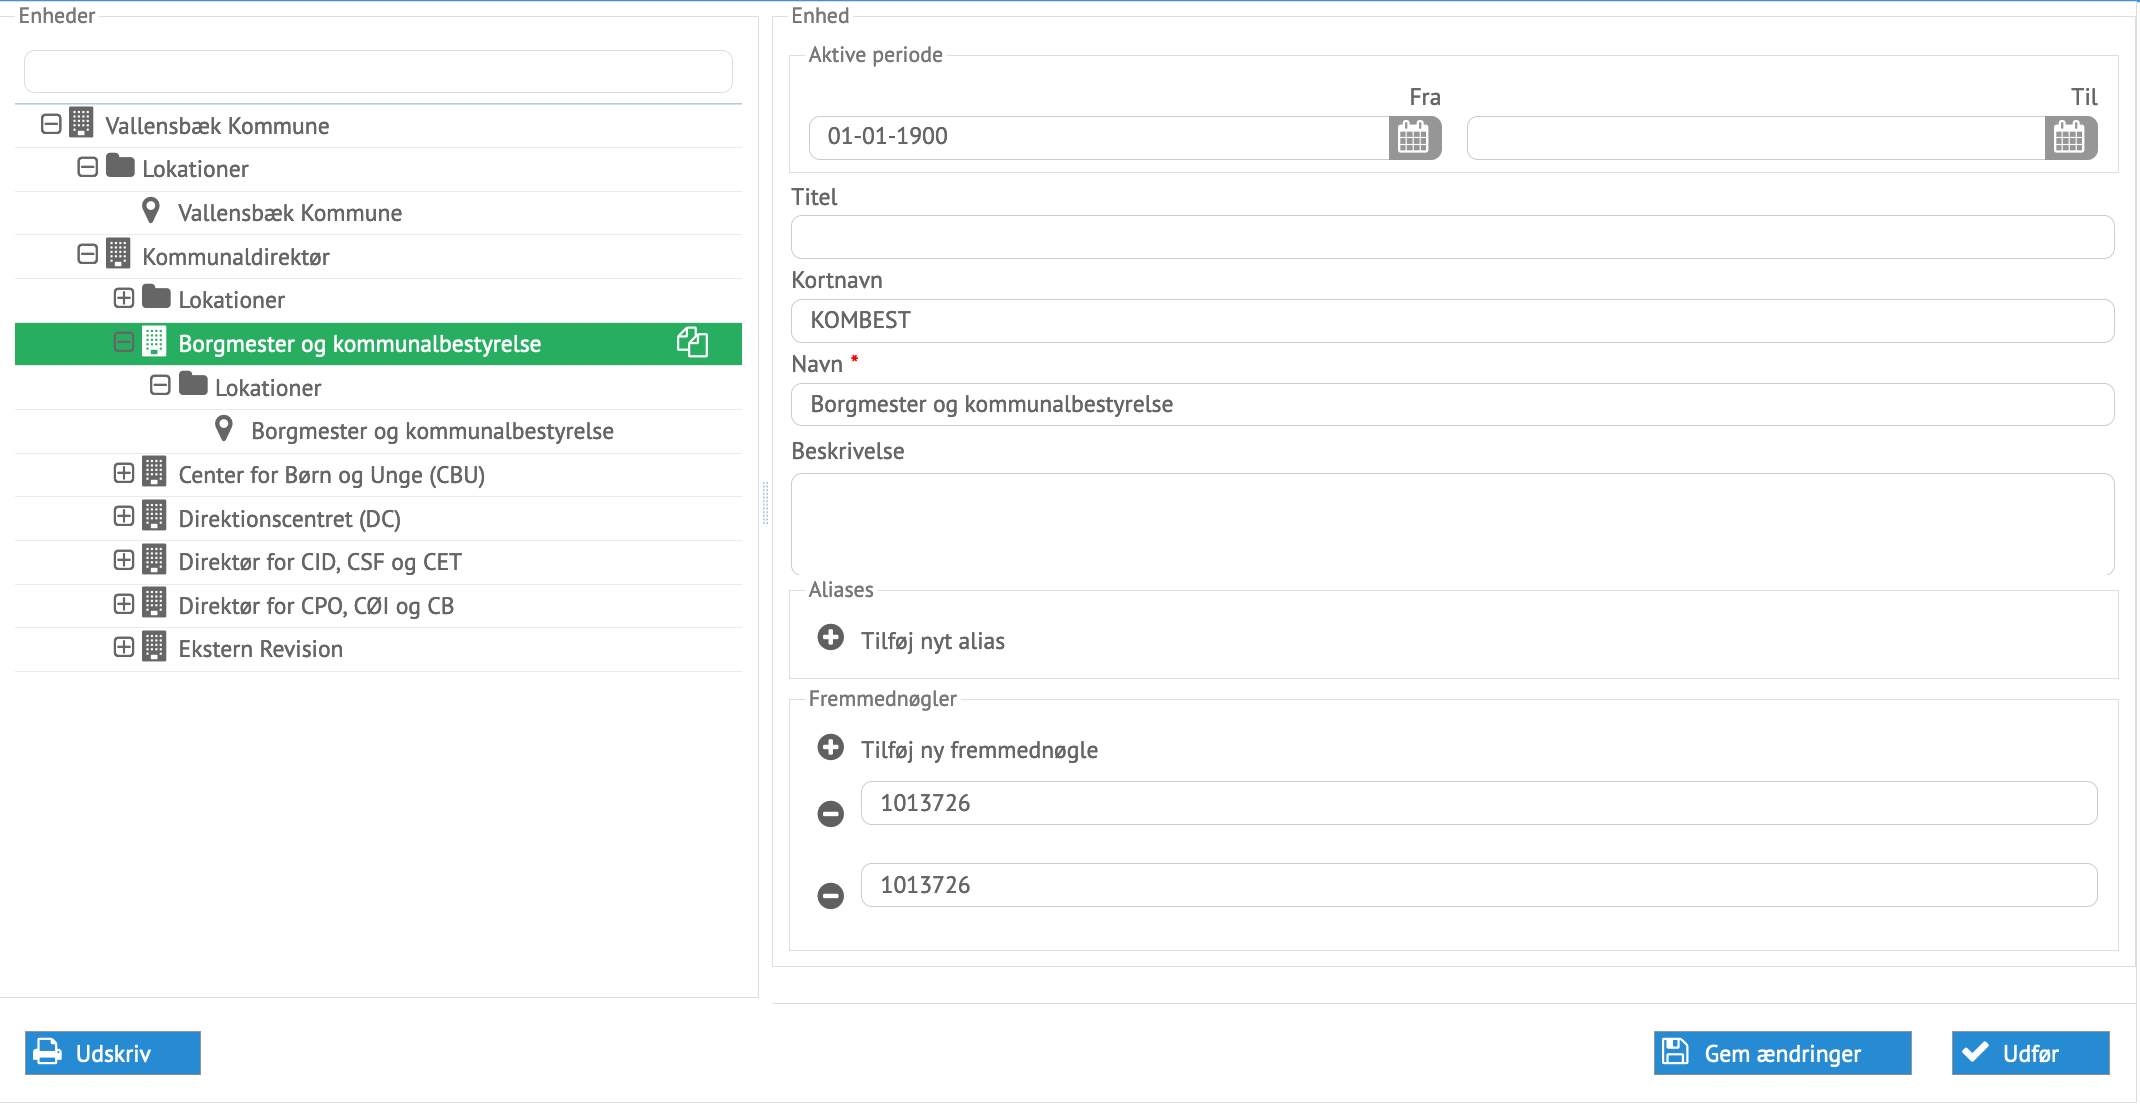 Enheder
Vallensbæk Kommune
Lokationer
Vallensbæk Kommune
Kommunaldirektør
Lokationer
Borgmester og kommunalbestyrelse
Lokationer
Borgmester og kommunalbestyrelse
Center for Børn og Unge (CBU)
Direktionscentret (DC)
Direktør for CID, CSF og CET
Direktør for CPO, CØI og CB
Ekstern Revision
Enhed
Aktive periode
Fra
Til
01-01-1900
Titel
Kortnavn
KOMBEST
Navn *
Borgmester og kommunalbestyrelse
Beskrivelse
Aliases
Tilføj nyt alias
Fremmednøgler
Tilføj ny fremmednøgle
1013726
1013726
Udskriv
Gem ændringer
Udfør